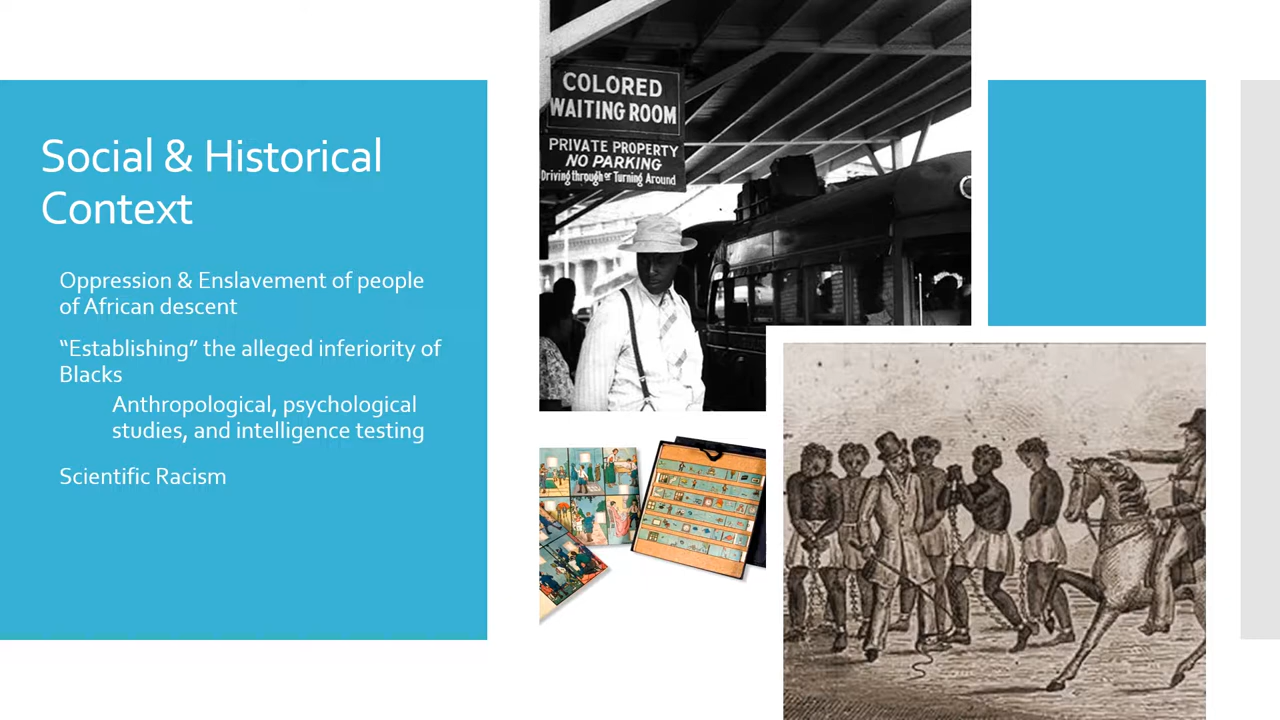 Social & Historical
Context
Oppression & Enslavement of people
of African descent
“Establishing” the alleged inferiority of
Blacks
Anthropological, psychological
studies, and intelligence testing
Scientific Racism
COLORED
WAITING ROOM
PRIVATE PROPERTY
NO PARKING
Driving through or Turning Around